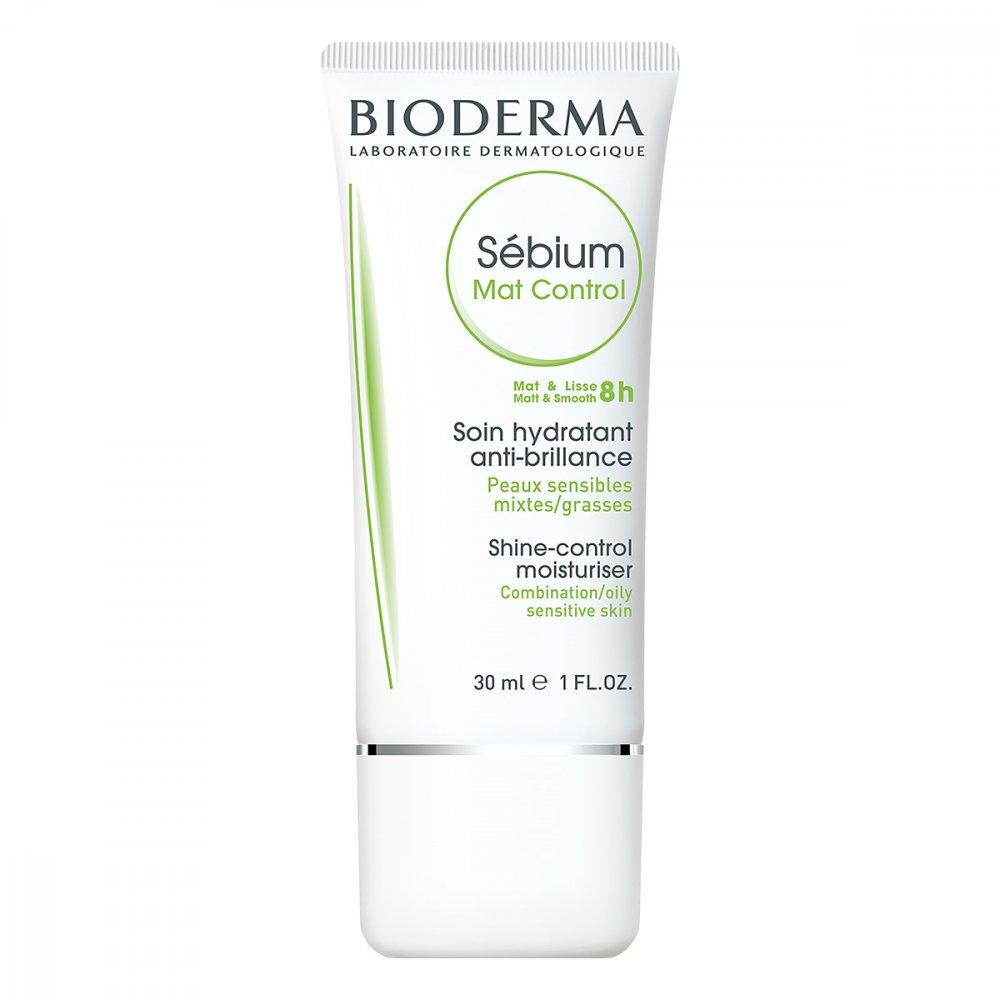 BIODERMA
LABORATOIRE DERMATOLOGIQUE
Sébium
Mat Control
Mat & Lisse 8h
Matt & Smooth
Soin hydratant
anti-brillance
Peaux sensibles
mixtes/grasses
Shine-control
moisturiser
Combination/oily
sensitive skin
30 ml ℮ 1 FL.OZ.